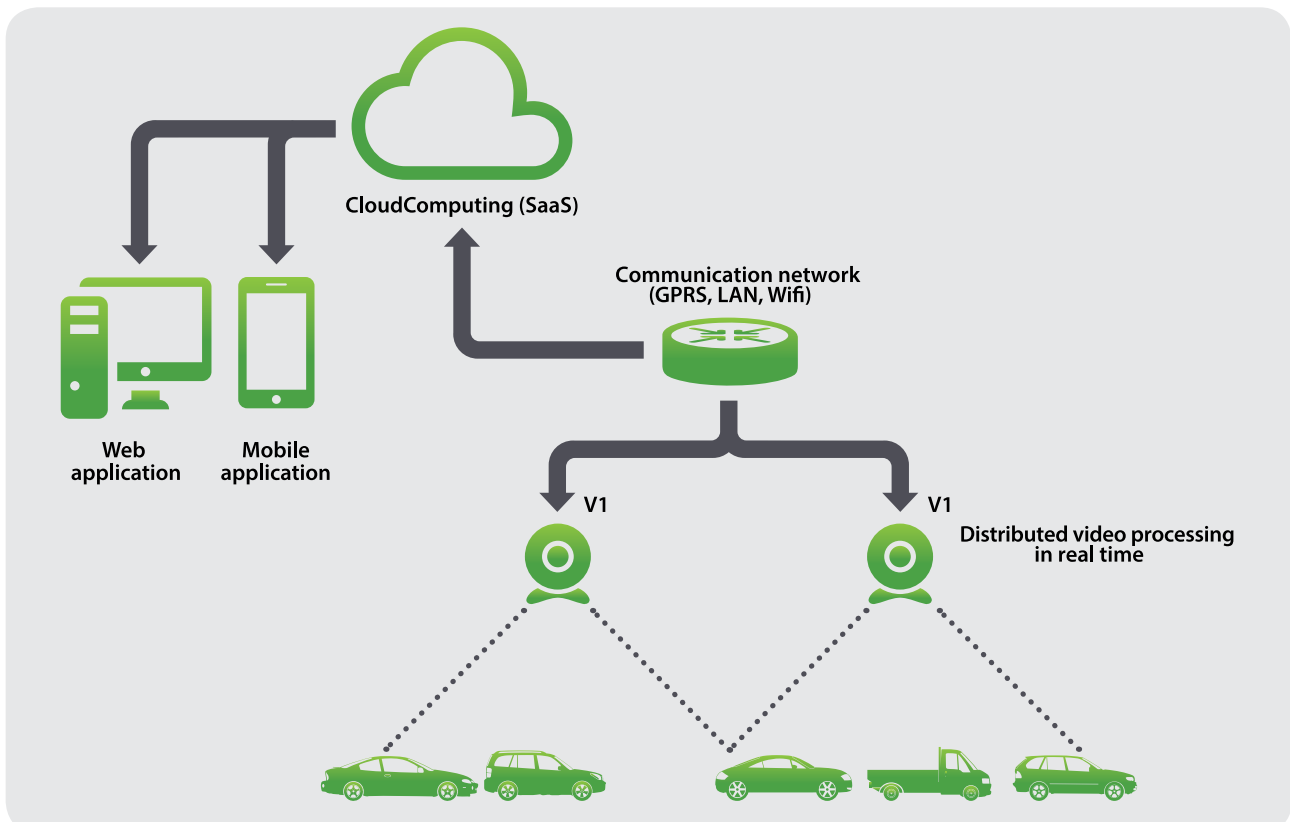 CloudComputing (SaaS)
Communication network
(GPRS, LAN, Wifi)
Web
application
Mobile
application
V1
V1
Distributed video processing
in real time